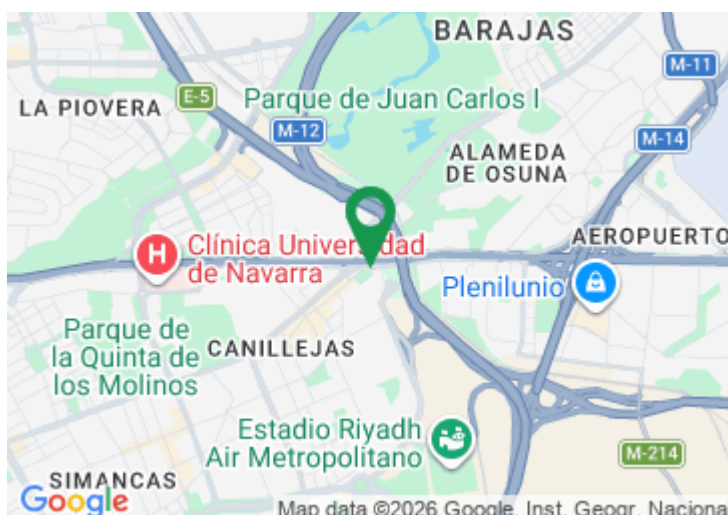 BARAJAS
M-11
LA PIOVERA
E-5
Parque de Juan Carlos I
M-12
M-14
ALAMEDA
DE OSUNA
Clínica Universidad
de Navarra
H
AEROPUERTO
Plenilunio
Parque de
la Quinta de
los Molinos
CANILLEJAS
Estadio Riyadh
Air Metropolitano
M-214
SIMANCAS
Google
Map data ©2026 Google, Inst. Geogr. Naciona